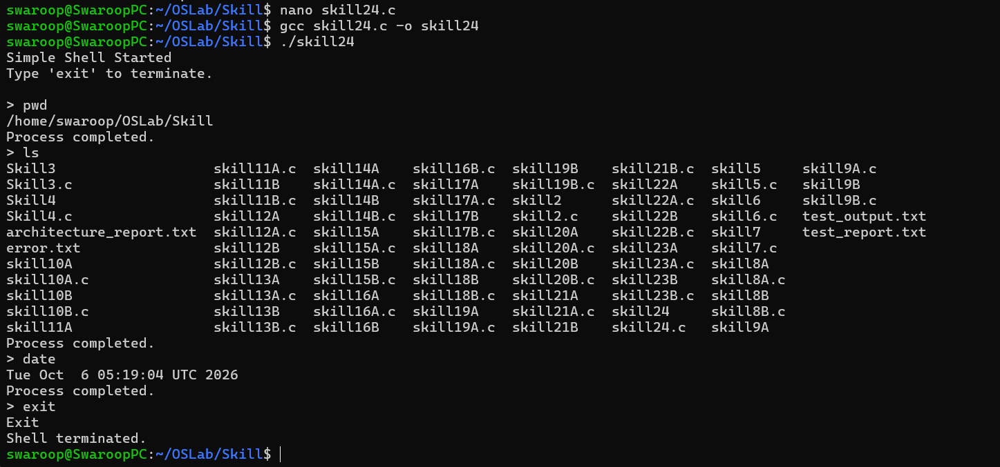 swaroop@SwaroopPC:~/OSLab/Skill$ nano skill24.c
swaroop@SwaroopPC:~/OSLab/Skill$ gcc skill24.c -o skill24
swaroop@SwaroopPC:~/OSLab/Skill$ ./skill24
Simple Shell Started
Type 'exit' to terminate.

> pwd
/home/swaroop/OSLab/Skill
Process completed.
> ls
Skill3                   skill11A.c  skill14A    skill16B.c  skill19B    skill21B.c  skill5     skill9A.c
Skill3.c                 skill11B    skill14A.c  skill17A    skill19B.c  skill22A    skill5.c   skill9B
Skill4                   skill11B.c  skill14B    skill17A.c  skill2      skill22A.c  skill6     skill9B.c
Skill4.c                 skill12A    skill14B.c  skill17B    skill2.c    skill22B    skill6.c   test_output.txt
architecture_report.txt  skill12A.c  skill15A    skill17B.c  skill20A    skill22B.c  skill7     test_report.txt
error.txt                skill12B    skill15A.c  skill18A    skill20A.c  skill23A    skill7.c
skill10A                 skill12B.c  skill15B    skill18A.c  skill20B    skill23A.c  skill8A
skill10A.c               skill13A    skill15B.c  skill18B    skill20B.c  skill23B    skill8A.c
skill10B                 skill13A.c  skill16A    skill18B.c  skill21A    skill23B.c  skill8B
skill10B.c               skill13B    skill16A.c  skill19A    skill21A.c  skill24     skill8B.c
skill11A                 skill13B.c  skill16B    skill19A.c  skill21B    skill24.c   skill9A
Process completed.
> date
Tue Oct  6 05:19:04 UTC 2026
Process completed.
> exit
Exit
Shell terminated.
swaroop@SwaroopPC:~/OSLab/Skill$